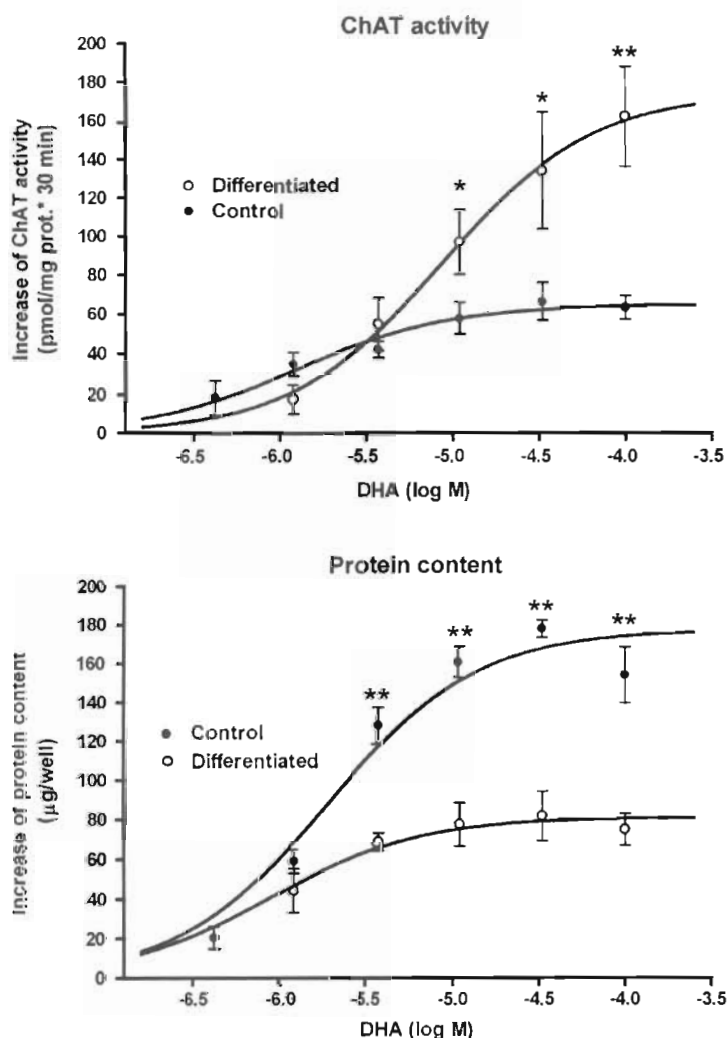 ChAT activity
200
180
160
140
120
100
80
60
40
20
0
Increase of ChAT activity
(pmol/mg prot.* 30 min)
**
*
*
Differentiated
Control
-6.5 -6.0 -5.5 -5.0 -4.5 -4.0 -3.5
DHA (log M)
Protein content
200
180
160
140
120
100
80
60
40
20
0
Increase of protein content
(µg/well)
** ** ** **
Control
Differentiated
-6.5 -6.0 -5.5 -5.0 -4.5 -4.0 -3.5
DHA (log M)